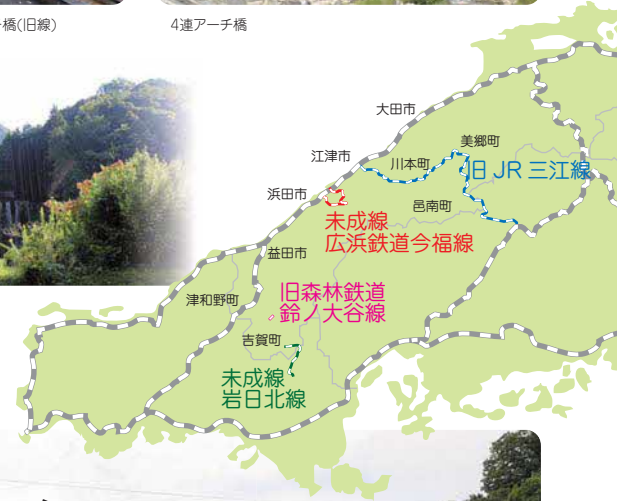 橋(旧線)
4連アーチ橋
大田市
美郷町
江津市
川本町
旧 JR 三江線
浜田市
邑南町
未成線
広浜鉄道今福線
益田市
旧森林鉄道
鈴ノ大谷線
津和野町
吉賀町
未成線
岩日北線